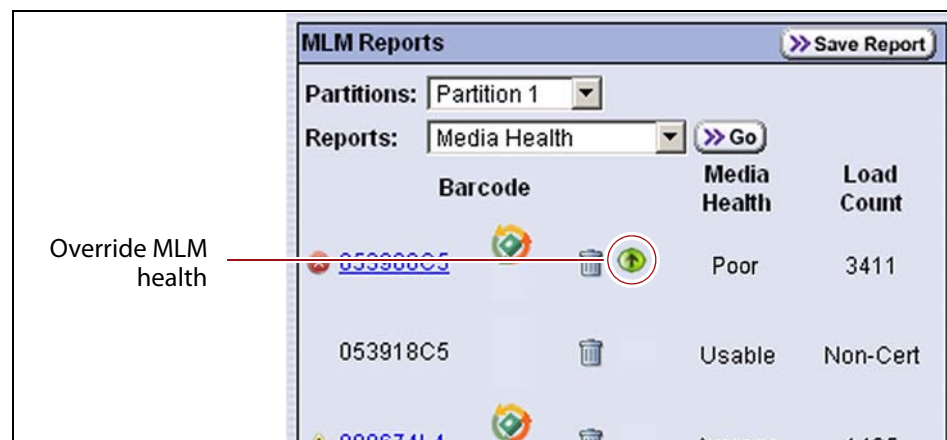 MLM Reports
Save Report
Partitions: Partition 1
Reports: Media Health
Go
Barcode
Media Health
Load Count
Override MLM
health
Poor
3411
053918C5
Usable
Non-Cert